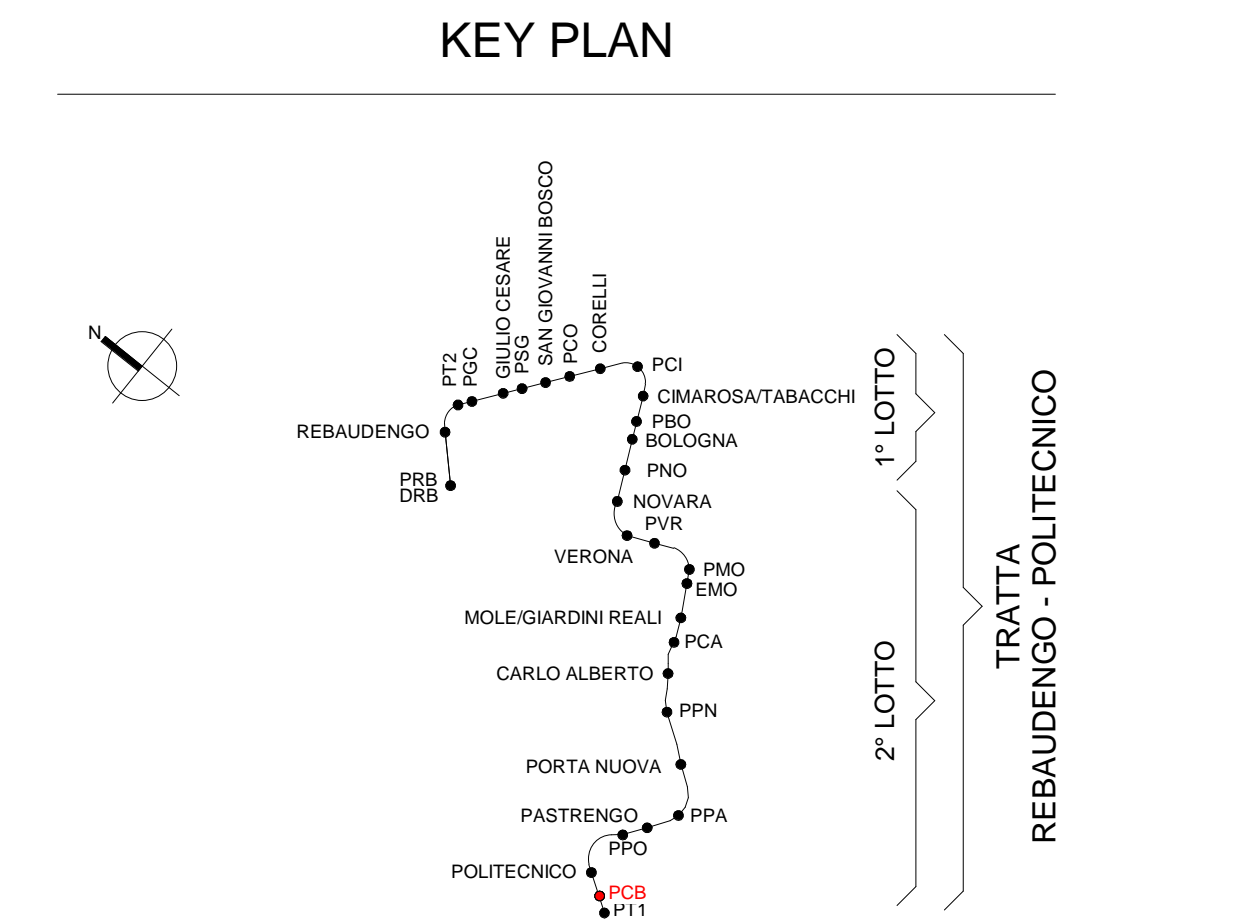 KEY PLAN
N
PT2
PGC
GIULIO CESARE
PSG
SAN GIOVANNI BOSCO
PCO
CORELLI
PCI
CIMAROSA/TABACCHI
REBAUDENGO
PBO
BOLOGNA
PRB
DRB
PNO
NOVARA
PVR
VERONA
PMO
EMO
MOLE/GIARDINI REALI
PCA
CARLO ALBERTO
PPN
PORTA NUOVA
PASTRENGO
PPA
PPO
POLITECNICO
PCB
PT1
1° LOTTO
2° LOTTO
TRATTA
REBAUDENGO - POLITECNICO